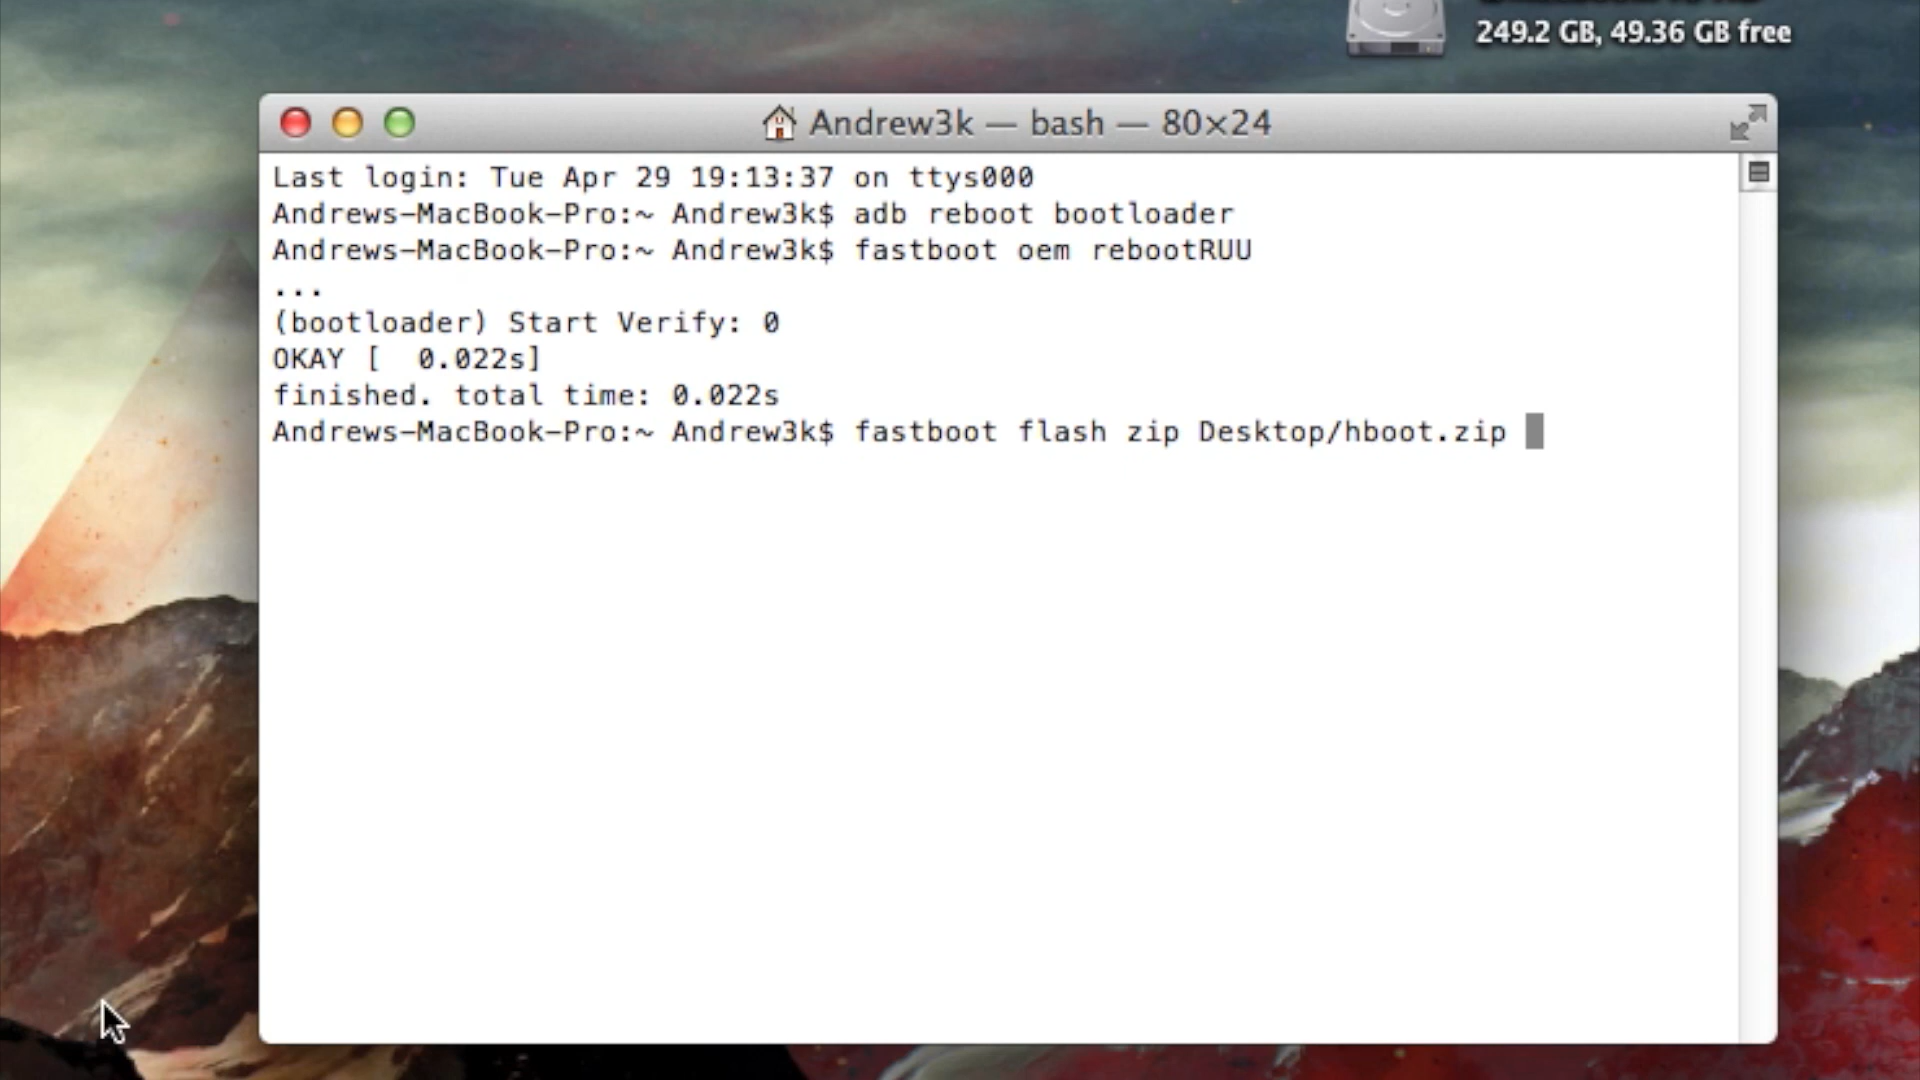 249.2 GB, 49.36 GB free
Andrew3k — bash — 80×24
Last login: Tue Apr 29 19:13:37 on ttys000
Andrews-MacBook-Pro:~ Andrew3k$ adb reboot bootloader
Andrews-MacBook-Pro:~ Andrew3k$ fastboot oem rebootRUU
...
(bootloader) Start Verify: 0
OKAY [  0.022s]
finished. total time: 0.022s
Andrews-MacBook-Pro:~ Andrew3k$ fastboot flash zip Desktop/hboot.zip